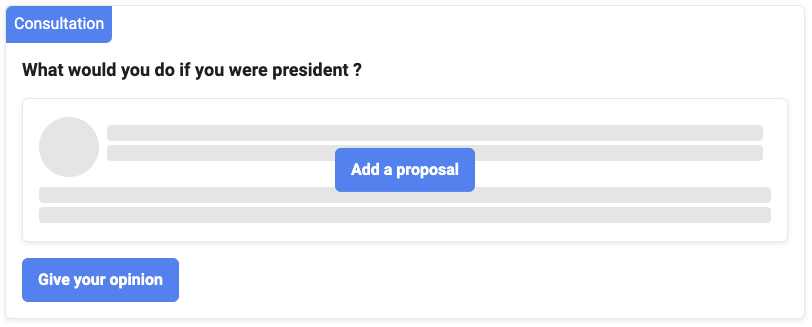 Consultation
What would you do if you were president ?
Add a proposal
Give your opinion